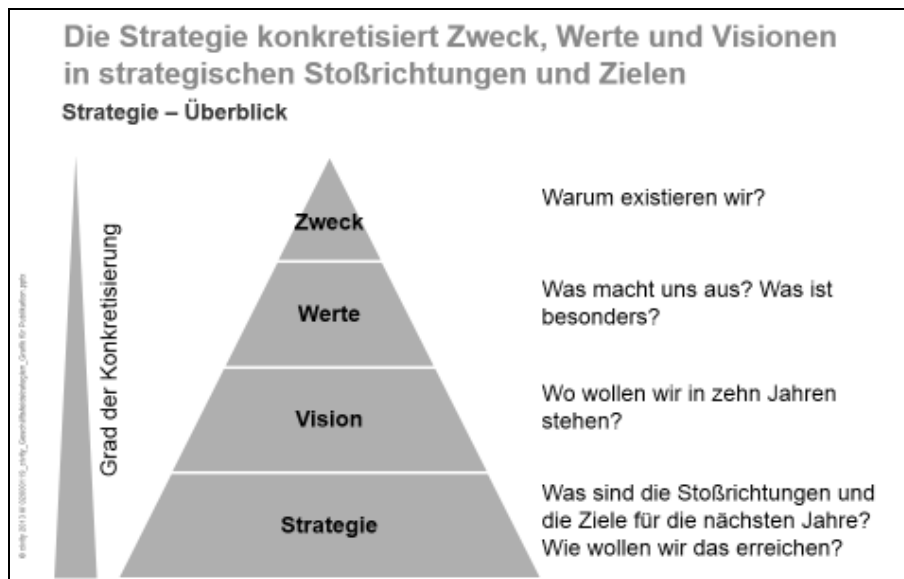 Die Strategie konkretisiert Zweck, Werte und Visionen
in strategischen Stoßrichtungen und Zielen
Strategie – Überblick
Grad der Konkretisierung
Zweck
Warum existieren wir?
Werte
Was macht uns aus? Was ist
besonders?
Vision
Wo wollen wir in zehn Jahren
stehen?
Strategie
Was sind die Stoßrichtungen und
die Ziele für die nächsten Jahre?
Wie wollen wir das erreichen?